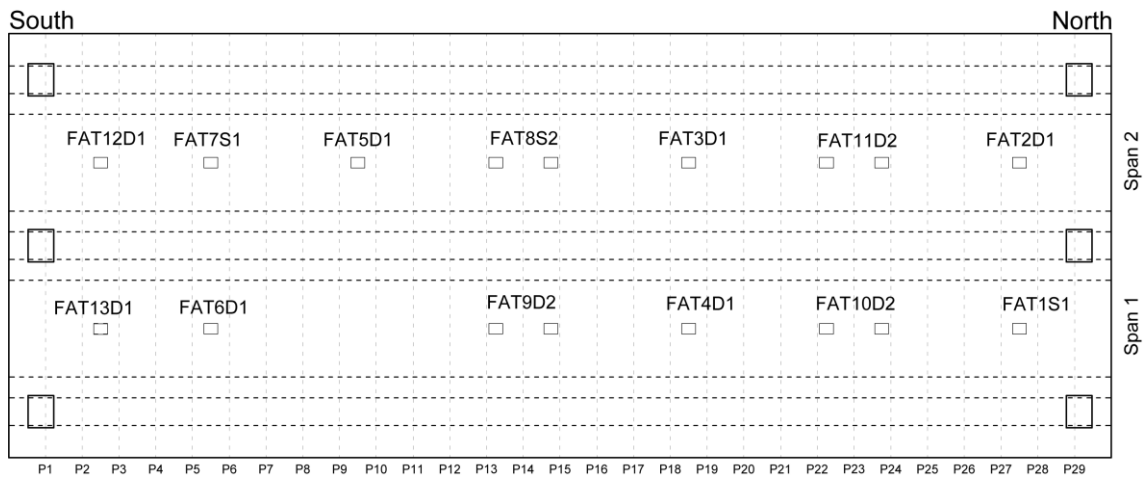 South North
FAT12D1 FAT7S1 FAT5D1 FAT8S2 FAT3D1 FAT11D2 FAT2D1
Span 2
FAT13D1 FAT6D1 FAT9D2 FAT4D1 FAT10D2 FAT1S1
Span 1
P1 P2 P3 P4 P5 P6 P7 P8 P9 P10 P11 P12 P13 P14 P15 P16 P17 P18 P19 P20 P21 P22 P23 P24 P25 P26 P27 P28 P29